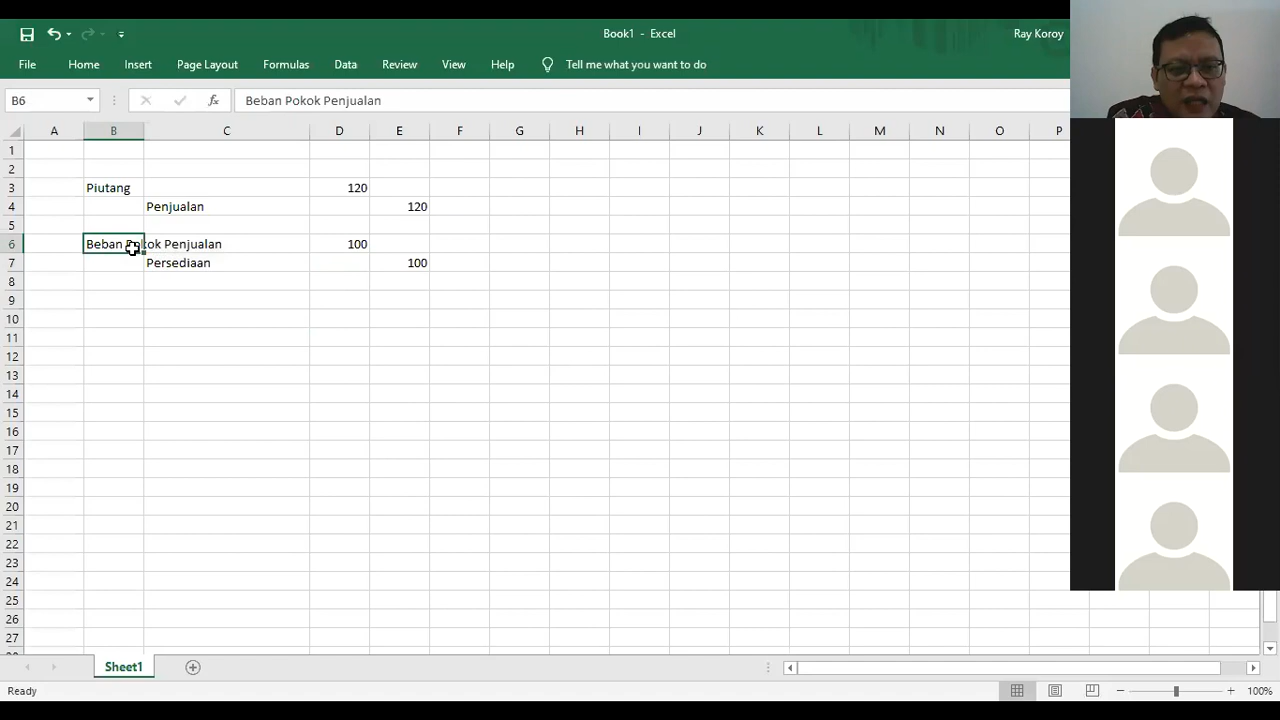 Book1 - Excel
Ray Koroy
File Home Insert Page Layout Formulas Data Review View Help Tell me what you want to do
B6 fx Beban Pokok Penjualan
A B C D E F G H I J K L M N O P
1
2
3 Piutang 120
4 Penjualan 120
5
6 Beban Pokok Penjualan 100
7 Persediaan 100
8
9
10
11
12
13
14
15
16
17
18
19
20
21
22
23
24
25
26
27
Sheet1
Ready 100%